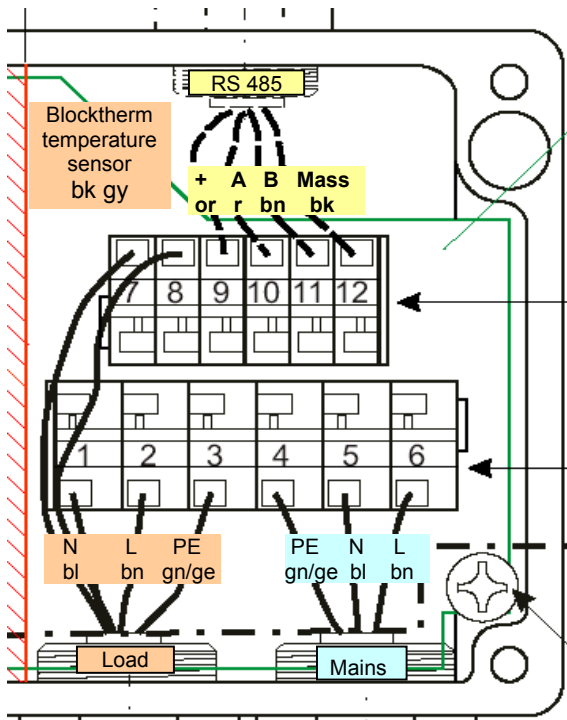 RS 485
Blocktherm
temperature
sensor
bk gy
+ A B Mass
or r bn bk
7 8 9 10 11 12
1 2 3 4 5 6
N L PE
bl bn gn/ge
PE N L
gn/ge bl bn
Load
Mains